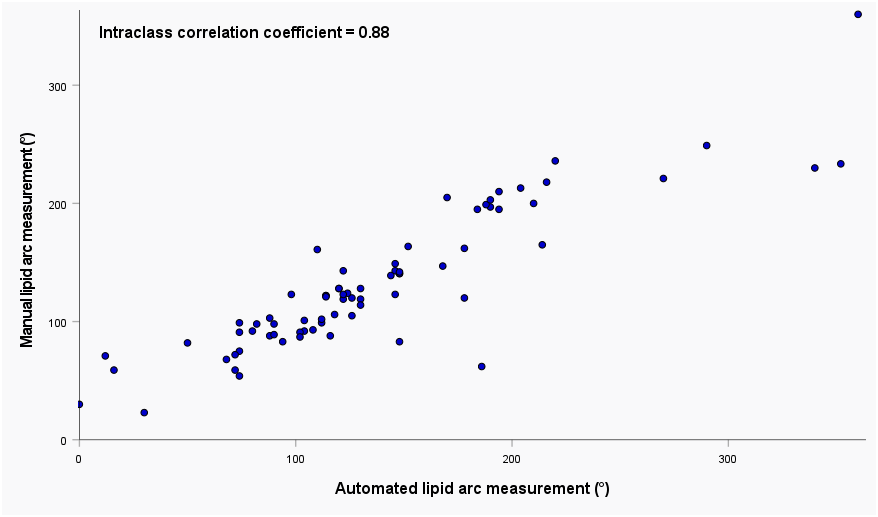 Intraclass correlation coefficient = 0.88
Manual lipid arc measurement (°)
300
200
100
0
0 100 200 300
Automated lipid arc measurement (°)